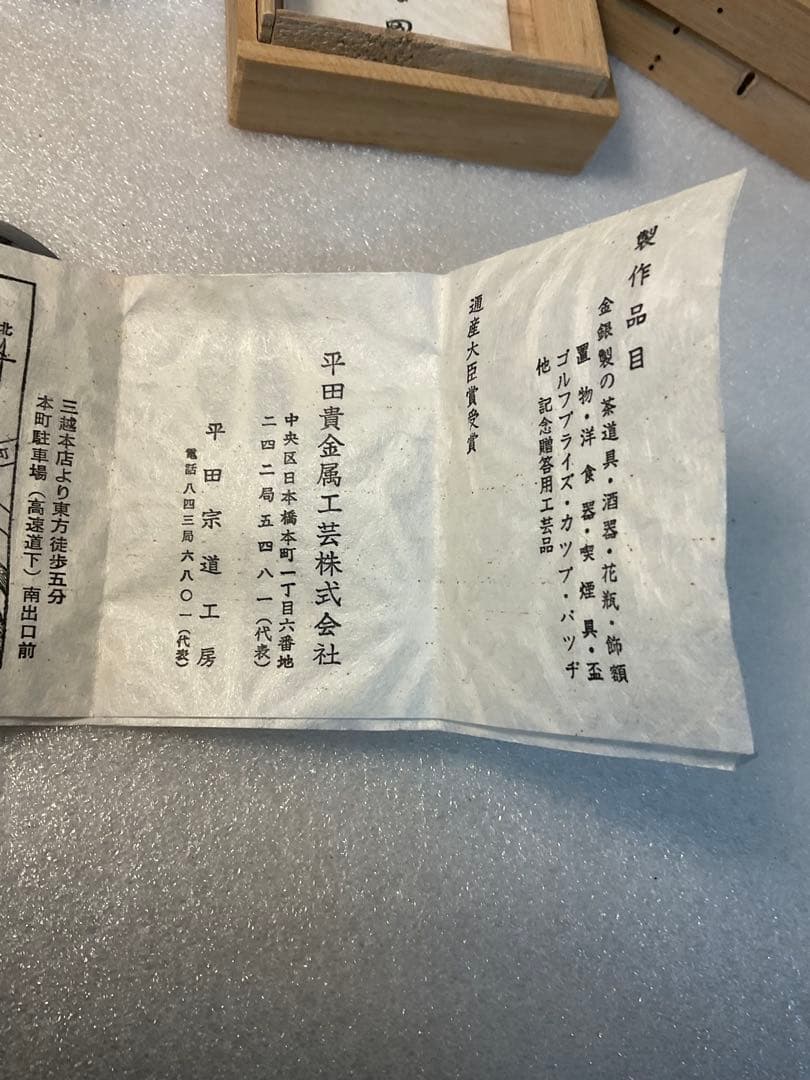 製作品目
金銀製の茶道具・酒器・花瓶・飾額
置物・洋食器・喫煙具・盃
ゴルフプライズ・カツプ・バツヂ
他 記念贈答用工芸品
通産大臣賞受賞
平田貴金属工芸株式会社
中央区日本橋本町一丁目六番地
二四二局五四八一(代表)
平田宗道工房
電話 八四三局 六八〇一(代表)
三越本店より東方徒歩五分
本町駐車場(高速道下)南出口前
北